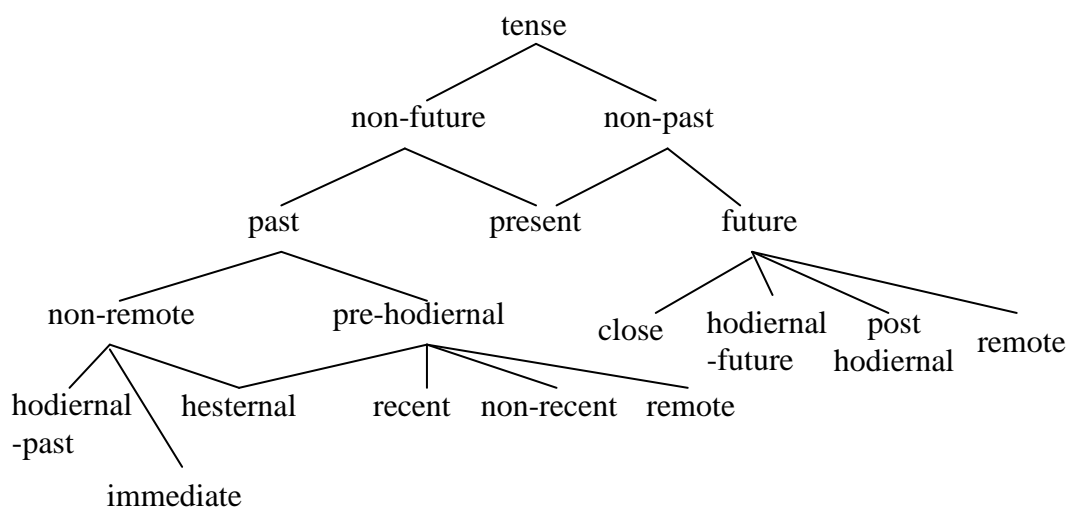 tense
non-future non-past
past present future
non-remote pre-hodiernal close hodiernal
-future post
hodiernal remote
hodiernal
-past hesternal recent non-recent remote
immediate